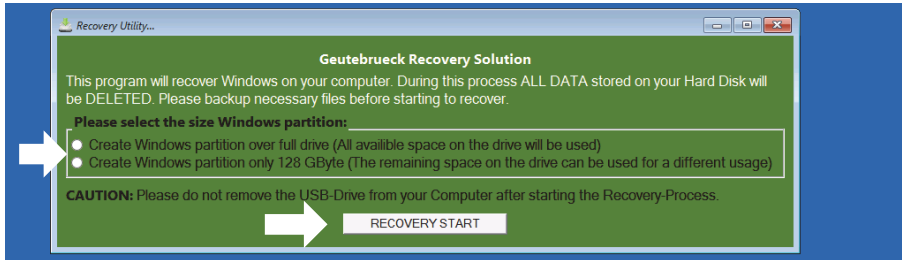 Recovery Utility...
Geutebrueck Recovery Solution
This program will recover Windows on your computer. During this process ALL DATA stored on your Hard Disk will
be DELETED. Please backup necessary files before starting to recover.
Please select the size Windows partition:
Create Windows partition over full drive (All availible space on the drive will be used)
Create Windows partition only 128 GByte (The remaining space on the drive can be used for a different usage)
CAUTION: Please do not remove the USB-Drive from your Computer after starting the Recovery-Process.
RECOVERY START